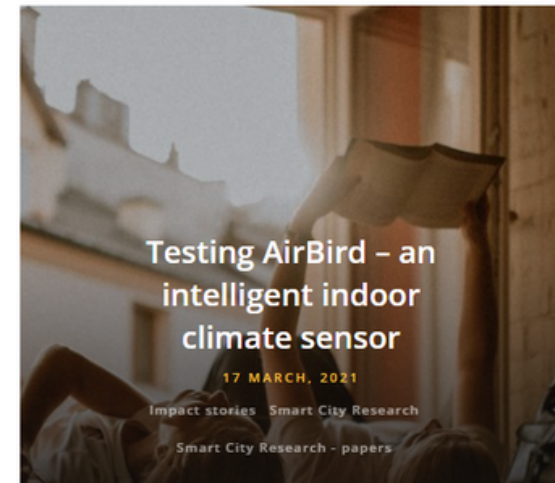 Testing AirBird – an
intelligent indoor
climate sensor
17 MARCH, 2021
Impact stories Smart City Research
Smart City Research - papers